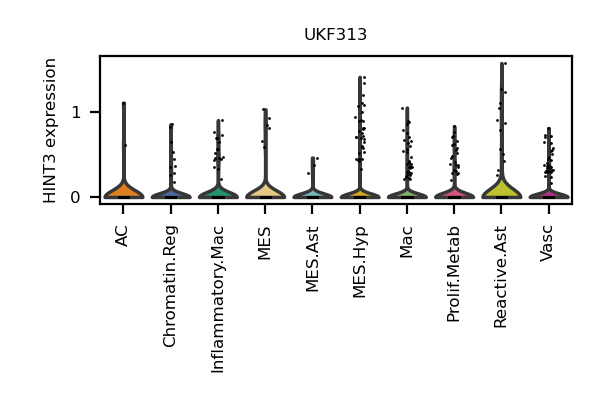 UKF313
HINT3 expression
1
0
AC
Chromatin.Reg
Inflammatory.Mac
MES
MES.Ast
MES.Hyp
Mac
Prolif.Metab
Reactive.Ast
Vasc